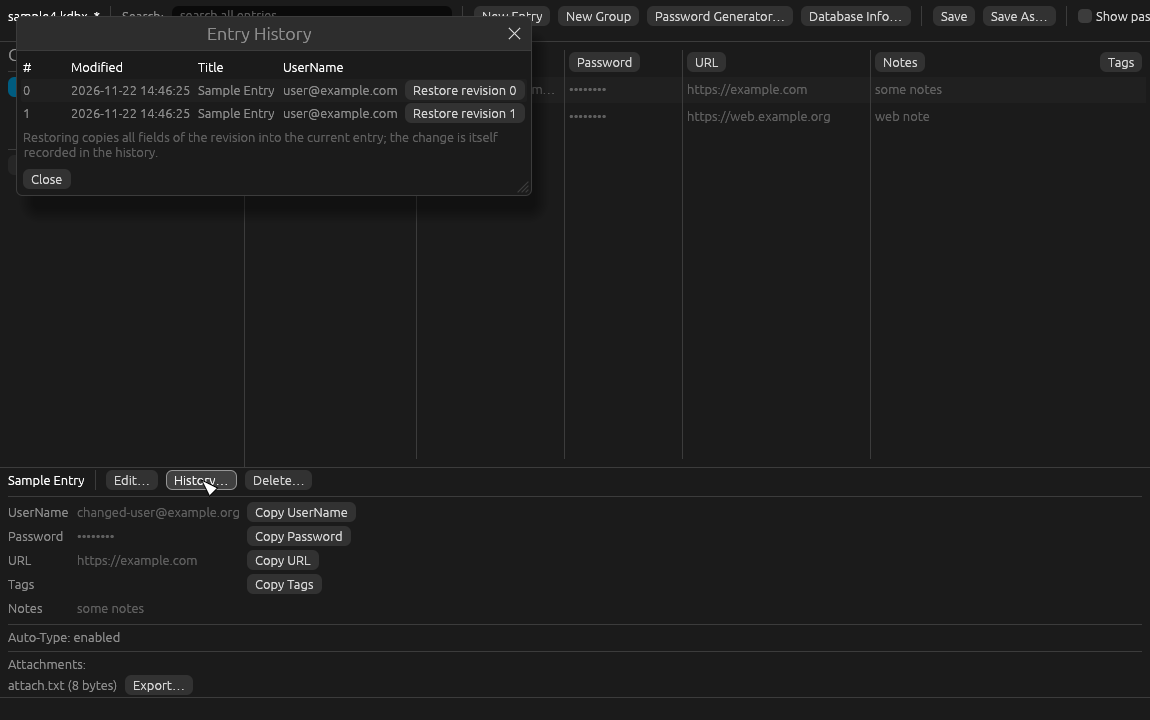 sample4.kdbx * Search: search all entries New Entry New Group Password Generator... Database Info... Save Save As... Show pas
Entry History
Password URL Notes Tags
# Modified Title UserName
0 2026-11-22 14:46:25 Sample Entry user@example.com Restore revision 0
m... •••••••• https://example.com some notes
1 2026-11-22 14:46:25 Sample Entry user@example.com Restore revision 1
•••••••• https://web.example.org web note
Restoring copies all fields of the revision into the current entry; the change is itself
recorded in the history.
Close
Sample Entry Edit... History... Delete...
UserName changed-user@example.org Copy UserName
Password •••••••• Copy Password
URL https://example.com Copy URL
Tags Copy Tags
Notes some notes
Auto-Type: enabled
Attachments:
attach.txt (8 bytes) Export...